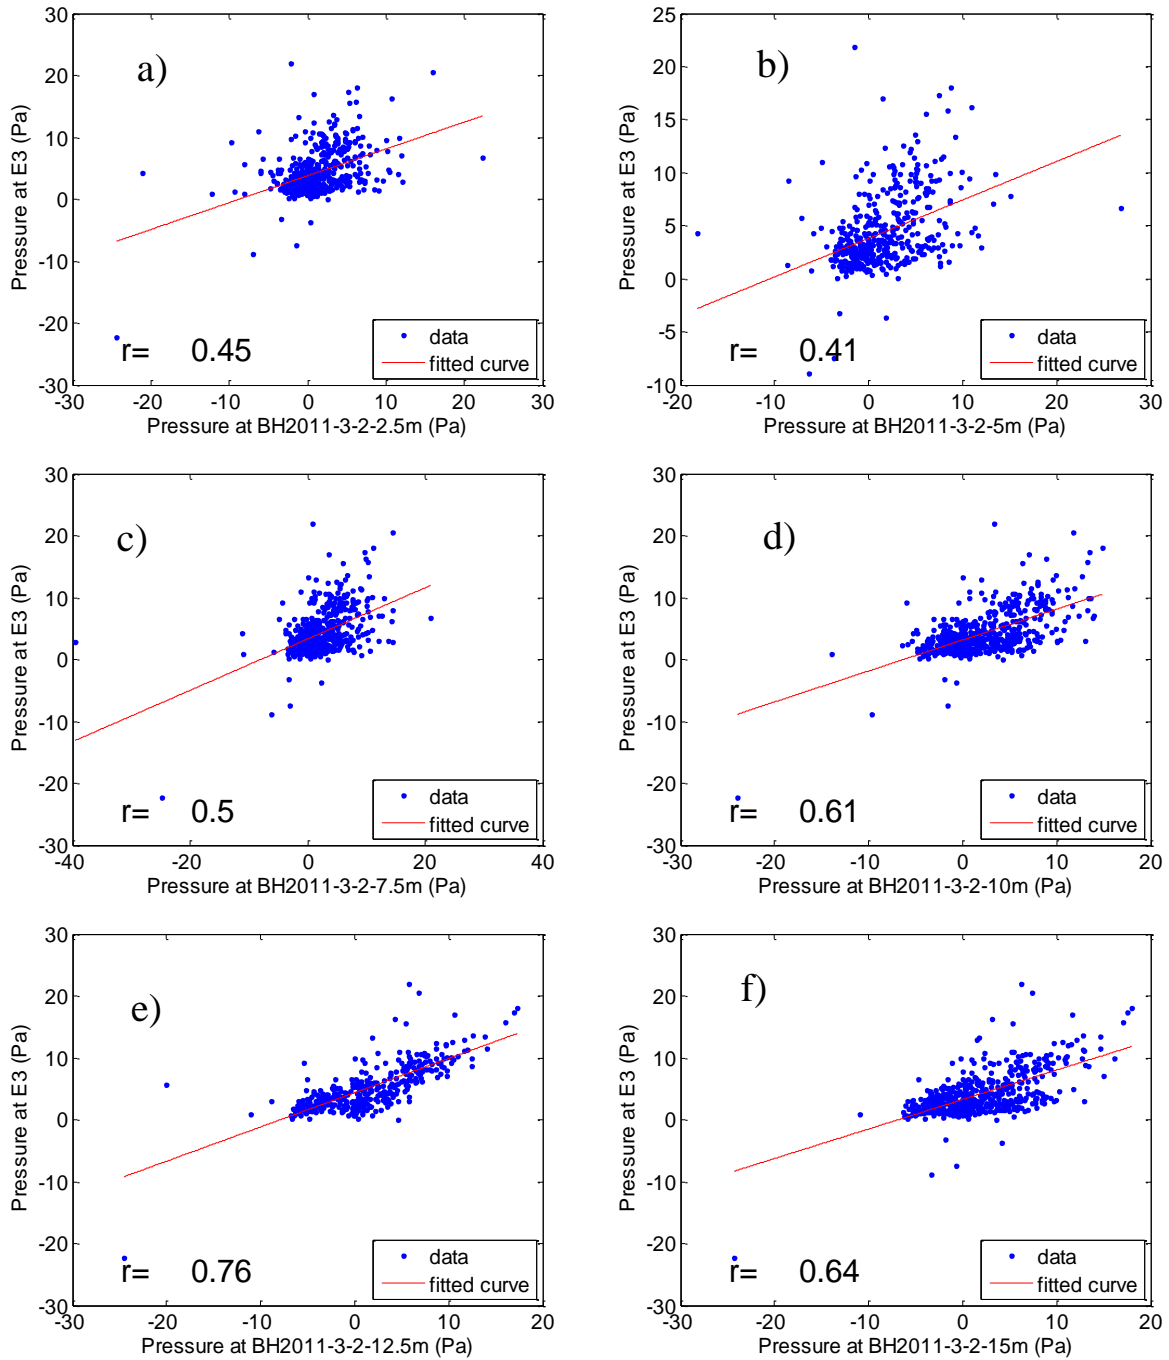 30
20
10
0
-10
-20
-30
-30 -20 -10 0 10 20 30
Pressure at E3 (Pa)
Pressure at BH2011-3-2-2.5m (Pa)
a)
r= 0.45
data
fitted curve
25
20
15
10
5
0
-5
-10
-20 -10 0 10 20 30
Pressure at E3 (Pa)
Pressure at BH2011-3-2-5m (Pa)
b)
r= 0.41
data
fitted curve
30
20
10
0
-10
-20
-30
-40 -20 0 20 40
Pressure at E3 (Pa)
Pressure at BH2011-3-2-7.5m (Pa)
c)
r= 0.5
data
fitted curve
30
20
10
0
-10
-20
-30
-30 -20 -10 0 10 20
Pressure at E3 (Pa)
Pressure at BH2011-3-2-10m (Pa)
d)
r= 0.61
data
fitted curve
30
20
10
0
-10
-20
-30
-30 -20 -10 0 10 20
Pressure at E3 (Pa)
Pressure at BH2011-3-2-12.5m (Pa)
e)
r= 0.76
data
fitted curve
30
20
10
0
-10
-20
-30
-30 -20 -10 0 10 20
Pressure at E3 (Pa)
Pressure at BH2011-3-2-15m (Pa)
f)
r= 0.64
data
fitted curve